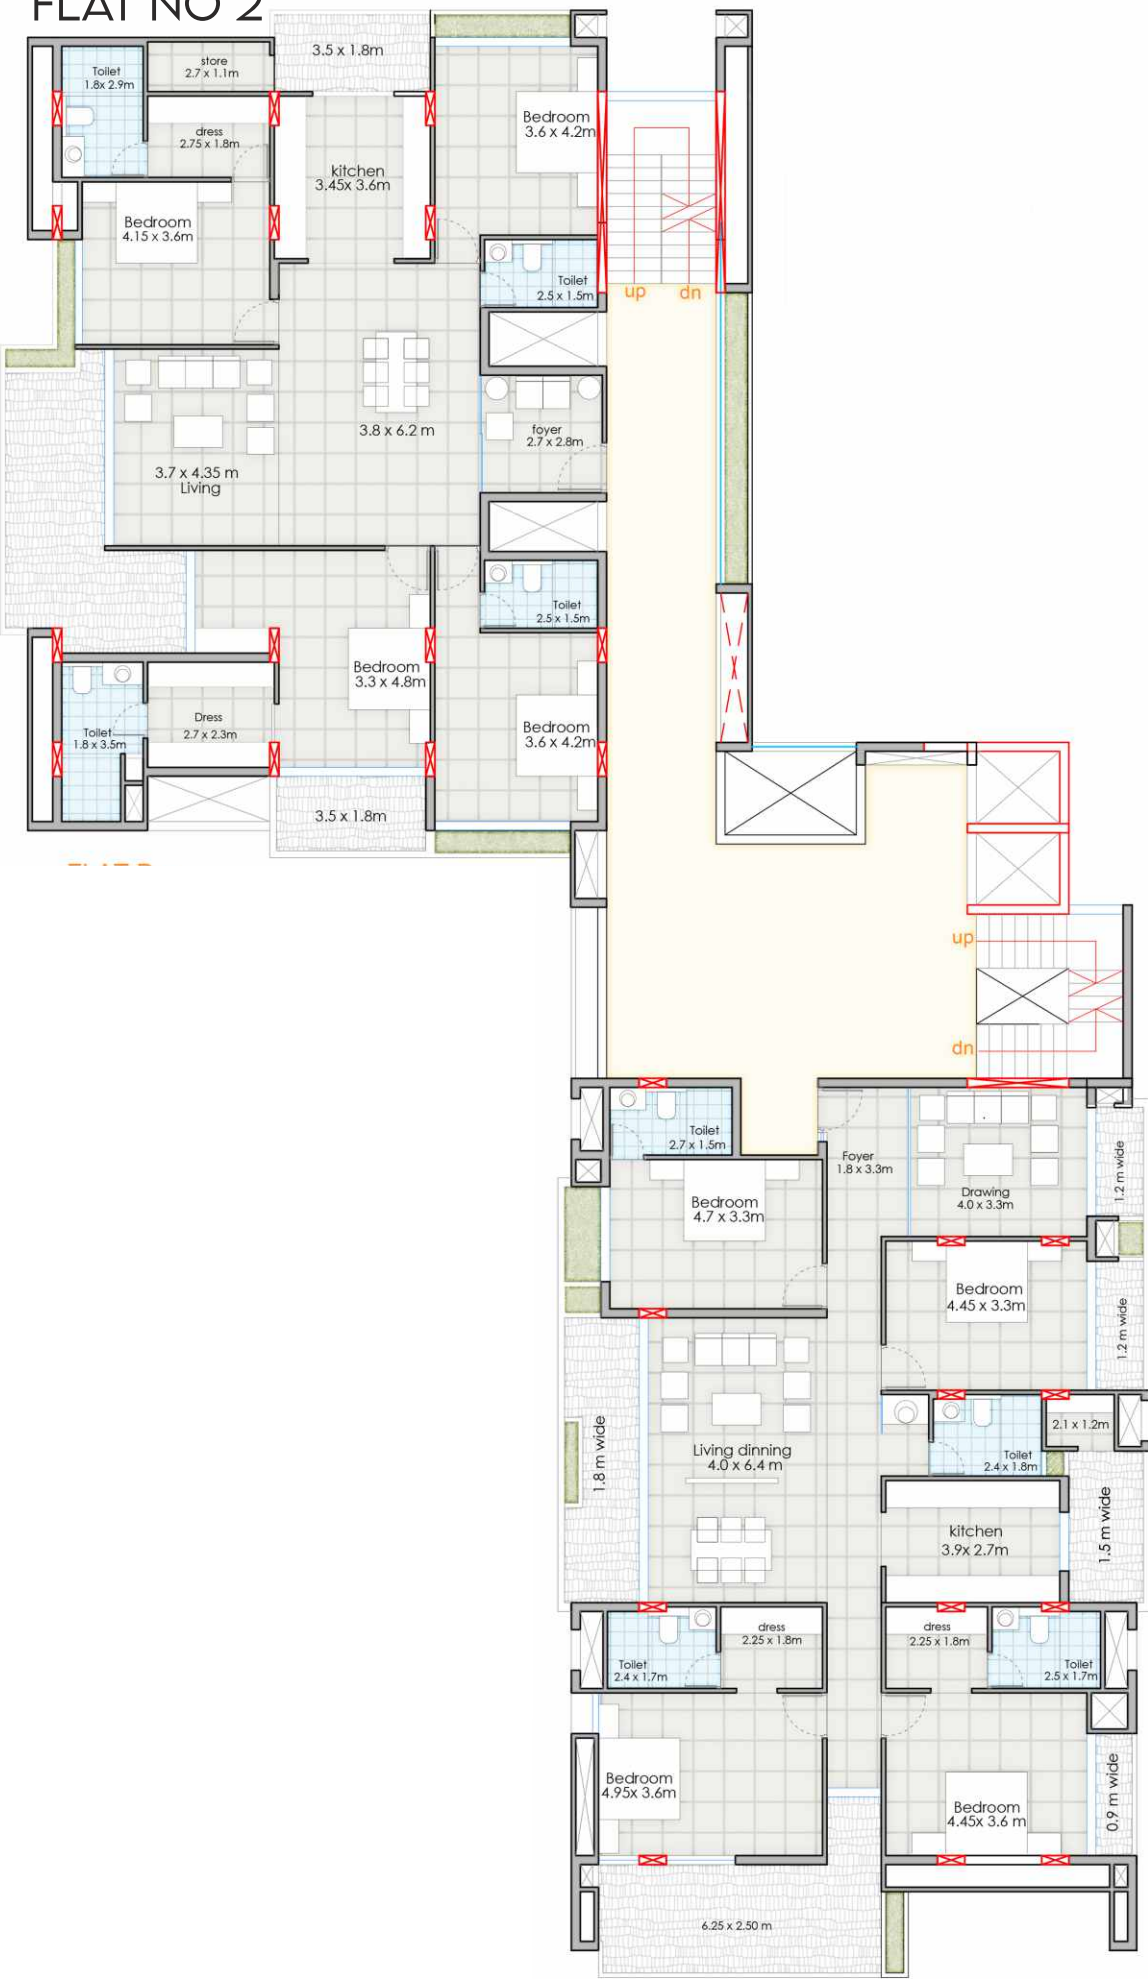 FLAT NO 2
3.5 x 1.8m
Toilet
1.8x 2.9m
store
2.7 x 1.1m
dress
2.75 x 1.8m
kitchen
3.45x 3.6m
Bedroom
3.6 x 4.2m
Bedroom
4.15 x 3.6m
Toilet
2.5 x 1.5m
up
dn
3.8 x 6.2 m
foyer
2.7 x 2.8m
3.7 x 4.35 m
Living
Toilet
2.5 x 1.5m
Bedroom
3.3 x 4.8m
Dress
2.7 x 2.3m
Toilet
1.8 x 3.5m
Bedroom
3.6 x 4.2m
3.5 x 1.8m
up
dn
Toilet
2.7 x 1.5m
Foyer
1.8 x 3.3m
Drawing
4.0 x 3.3m
1.2 m wide
Bedroom
4.7 x 3.3m
Bedroom
4.45 x 3.3m
1.2 m wide
2.1 x 1.2m
Toilet
2.4 x 1.8m
1.8 m wide
Living dinning
4.0 x 6.4 m
kitchen
3.9x 2.7m
1.5 m wide
dress
2.25 x 1.8m
Toilet
2.4 x 1.7m
dress
2.25 x 1.8m
Toilet
2.5 x 1.7m
Bedroom
4.95x 3.6m
Bedroom
4.45x 3.6 m
0.9 m wide
6.25 x 2.50 m